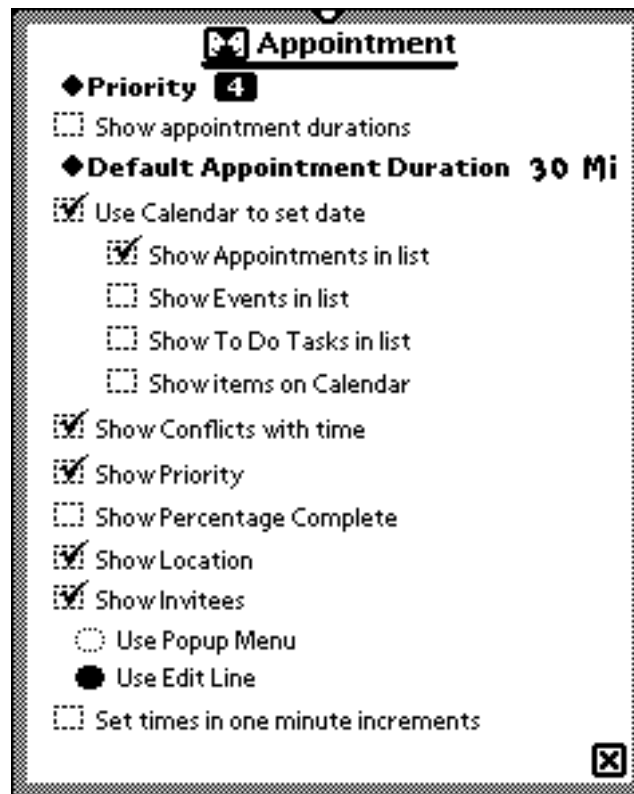 Appointment
Priority 4
Show appointment durations
Default Appointment Duration 30 Mi
Use Calendar to set date
Show Appointments in list
Show Events in list
Show To Do Tasks in list
Show items on Calendar
Show Conflicts with time
Show Priority
Show Percentage Complete
Show Location
Show Invitees
Use Popup Menu
Use Edit Line
Set times in one minute increments